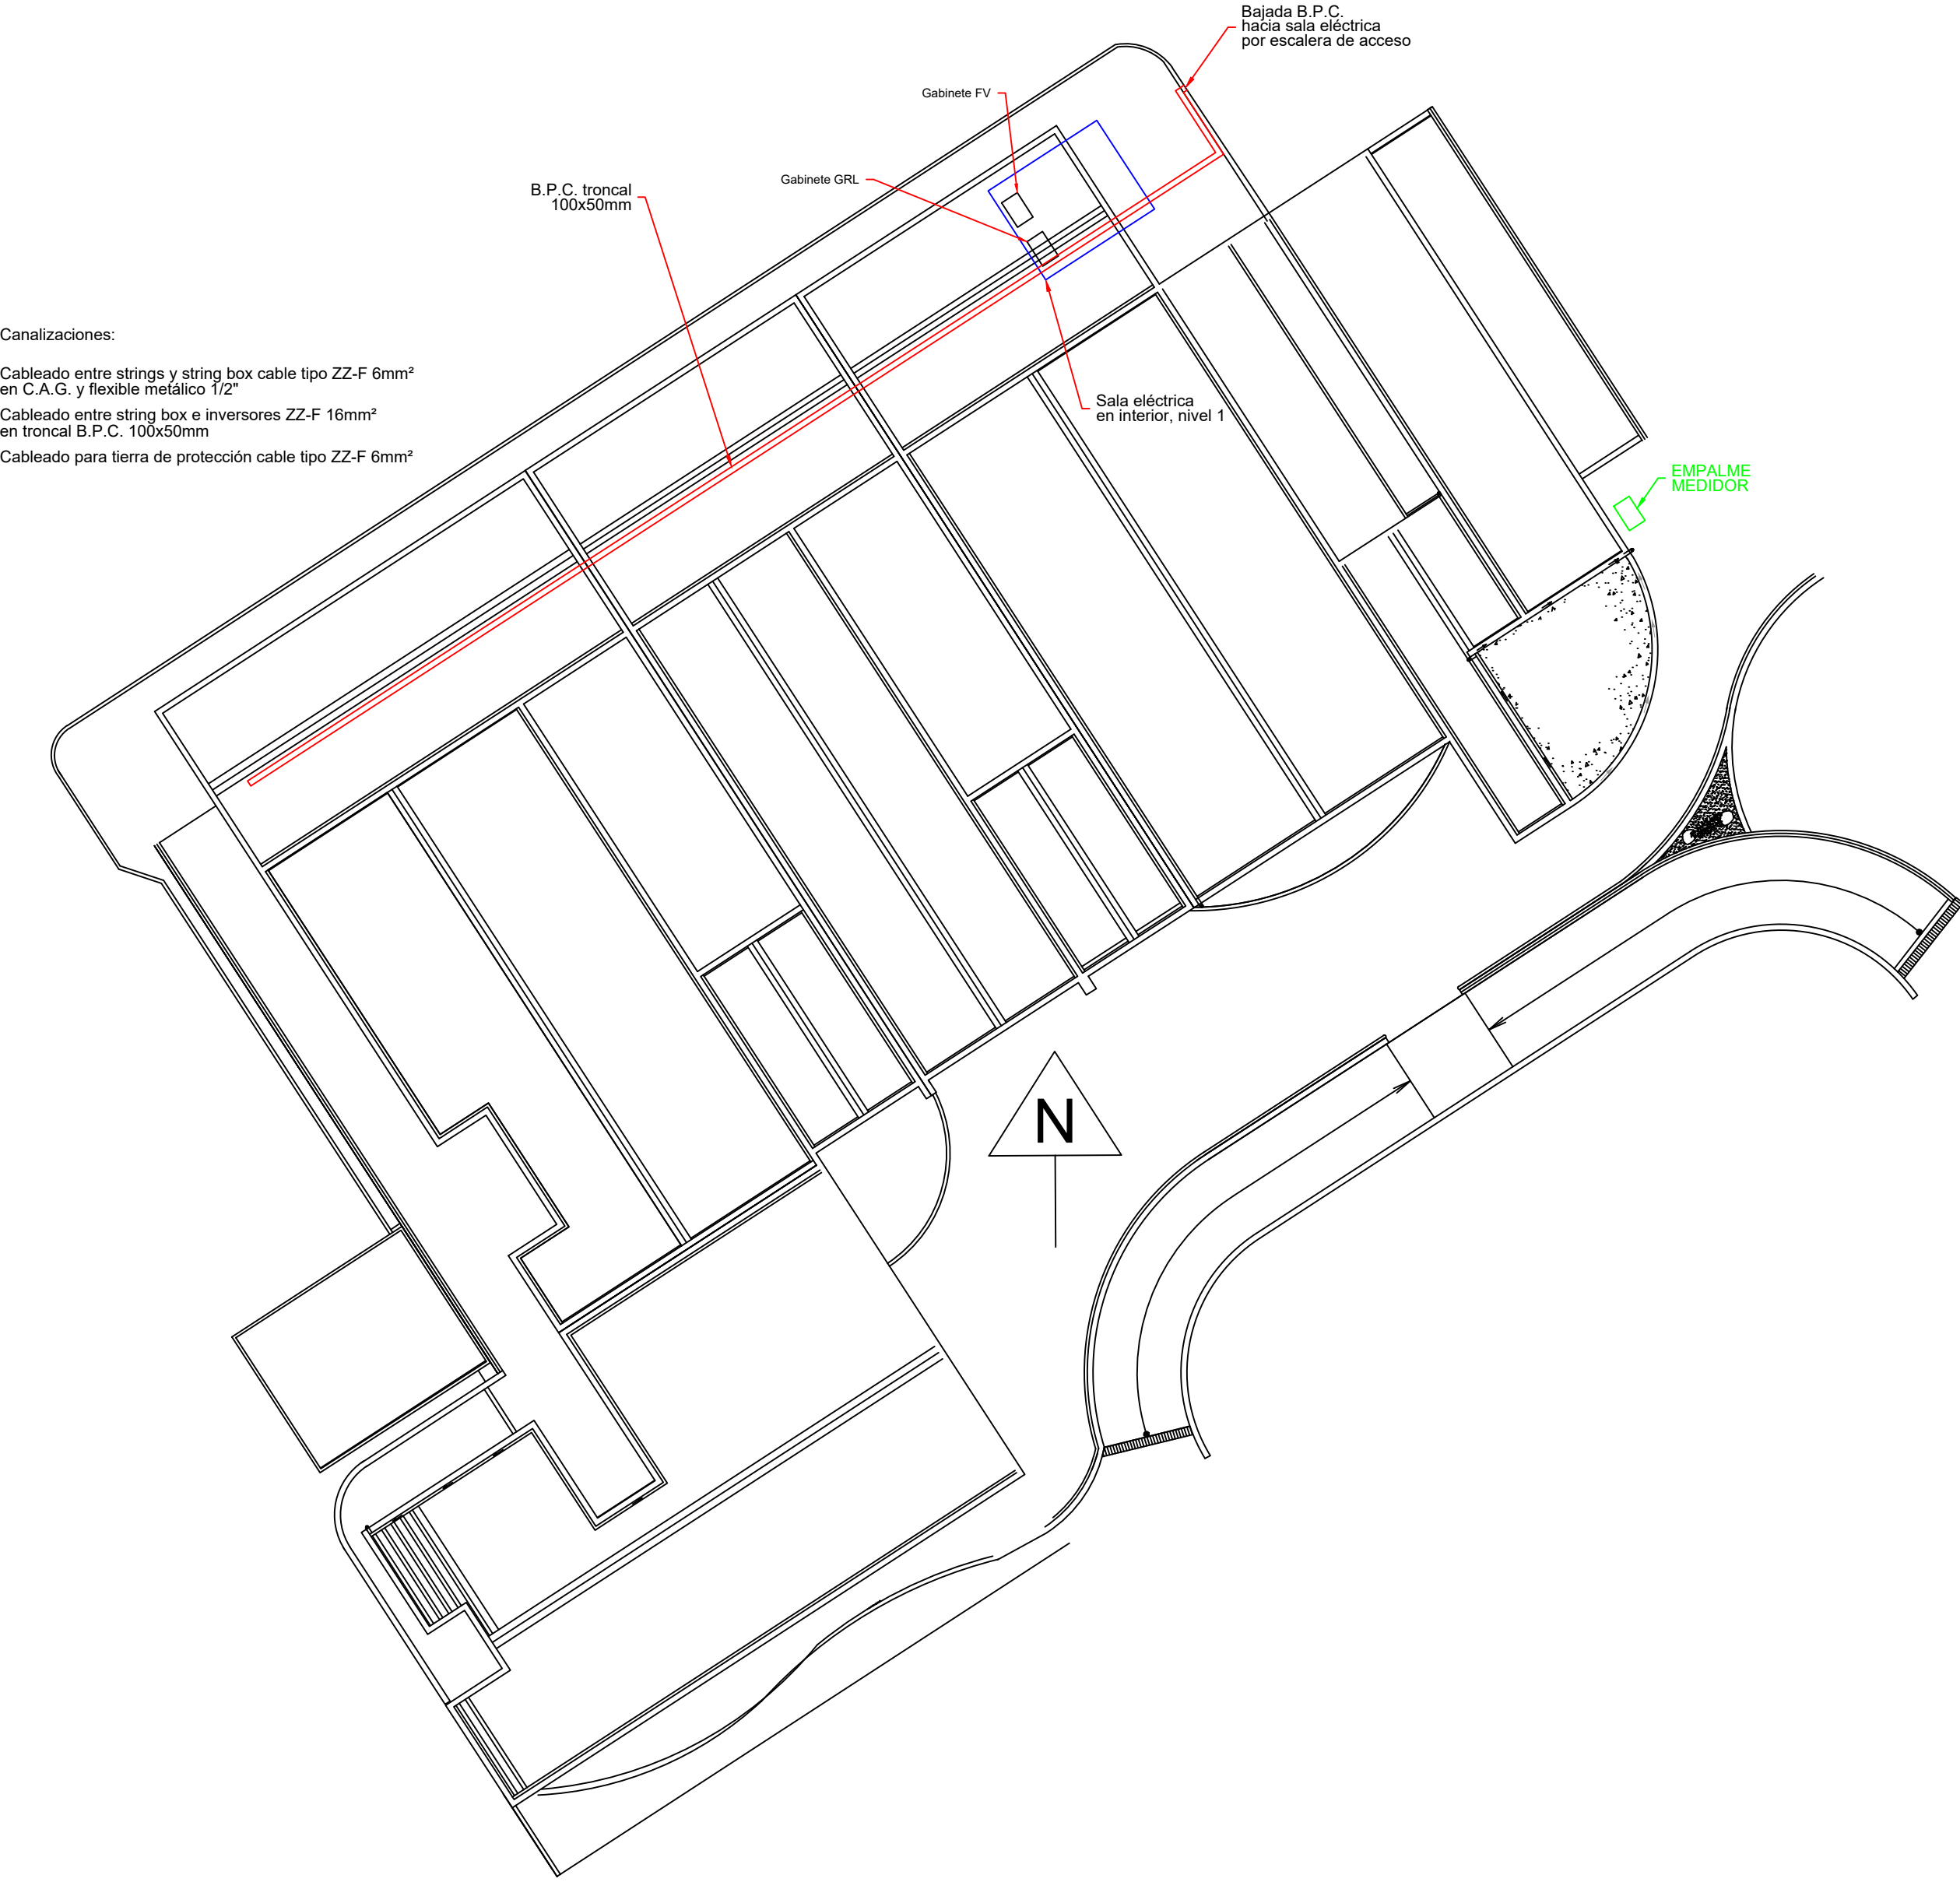 Bajada B.P.C.
hacia sala eléctrica
por escalera de acceso
Gabinete FV
Gabinete GRL
B.P.C. troncal
100x50mm
Canalizaciones:
Cableado entre strings y string box cable tipo ZZ-F 6mm²
en C.A.G. y flexible metálico 1/2"
Cableado entre string box e inversores ZZ-F 16mm²
en troncal B.P.C. 100x50mm
Cableado para tierra de protección cable tipo ZZ-F 6mm²
Sala eléctrica
en interior, nivel 1
EMPALME
MEDIDOR
N